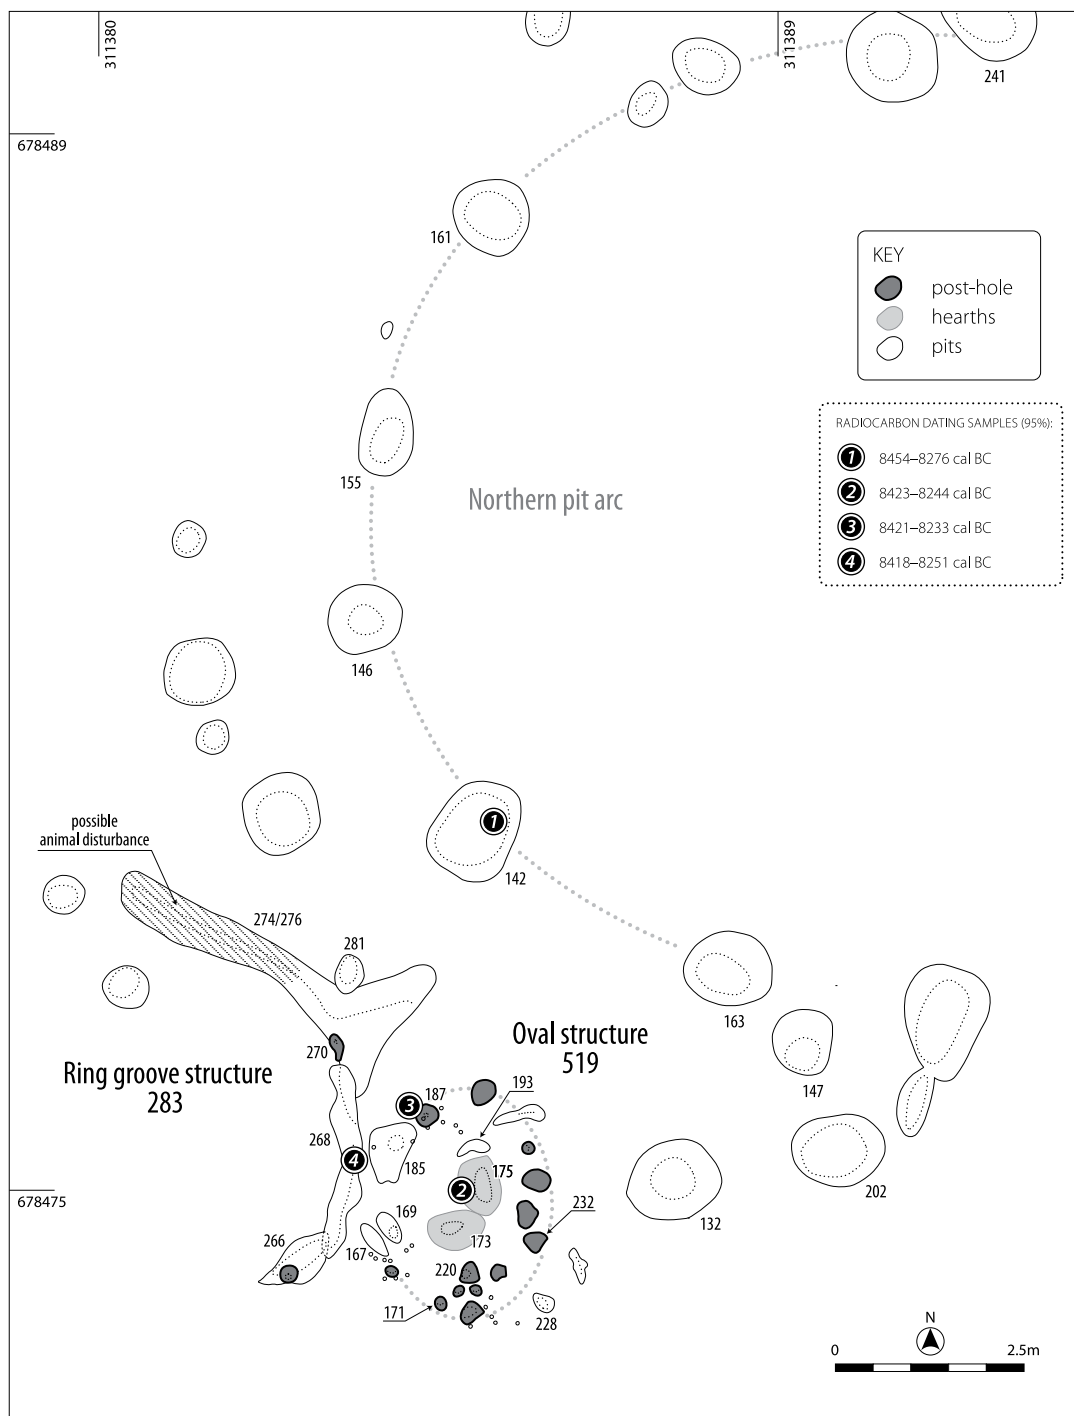 311380
311389
241
678489
161
KEY
post-hole
hearths
pits
RADIOCARBON DATING SAMPLES (95%):
1 8454–8276 cal BC
2 8423–8244 cal BC
3 8421–8233 cal BC
4 8418–8251 cal BC
155
Northern pit arc
146
possible
animal disturbance
1
142
274/276
281
163
270
Ring groove structure
283
Oval structure
519
147
193
3
187
268
4
185
2
175
202
678475
132
169
232
173
266
167
220
171
228
N
0
2.5m